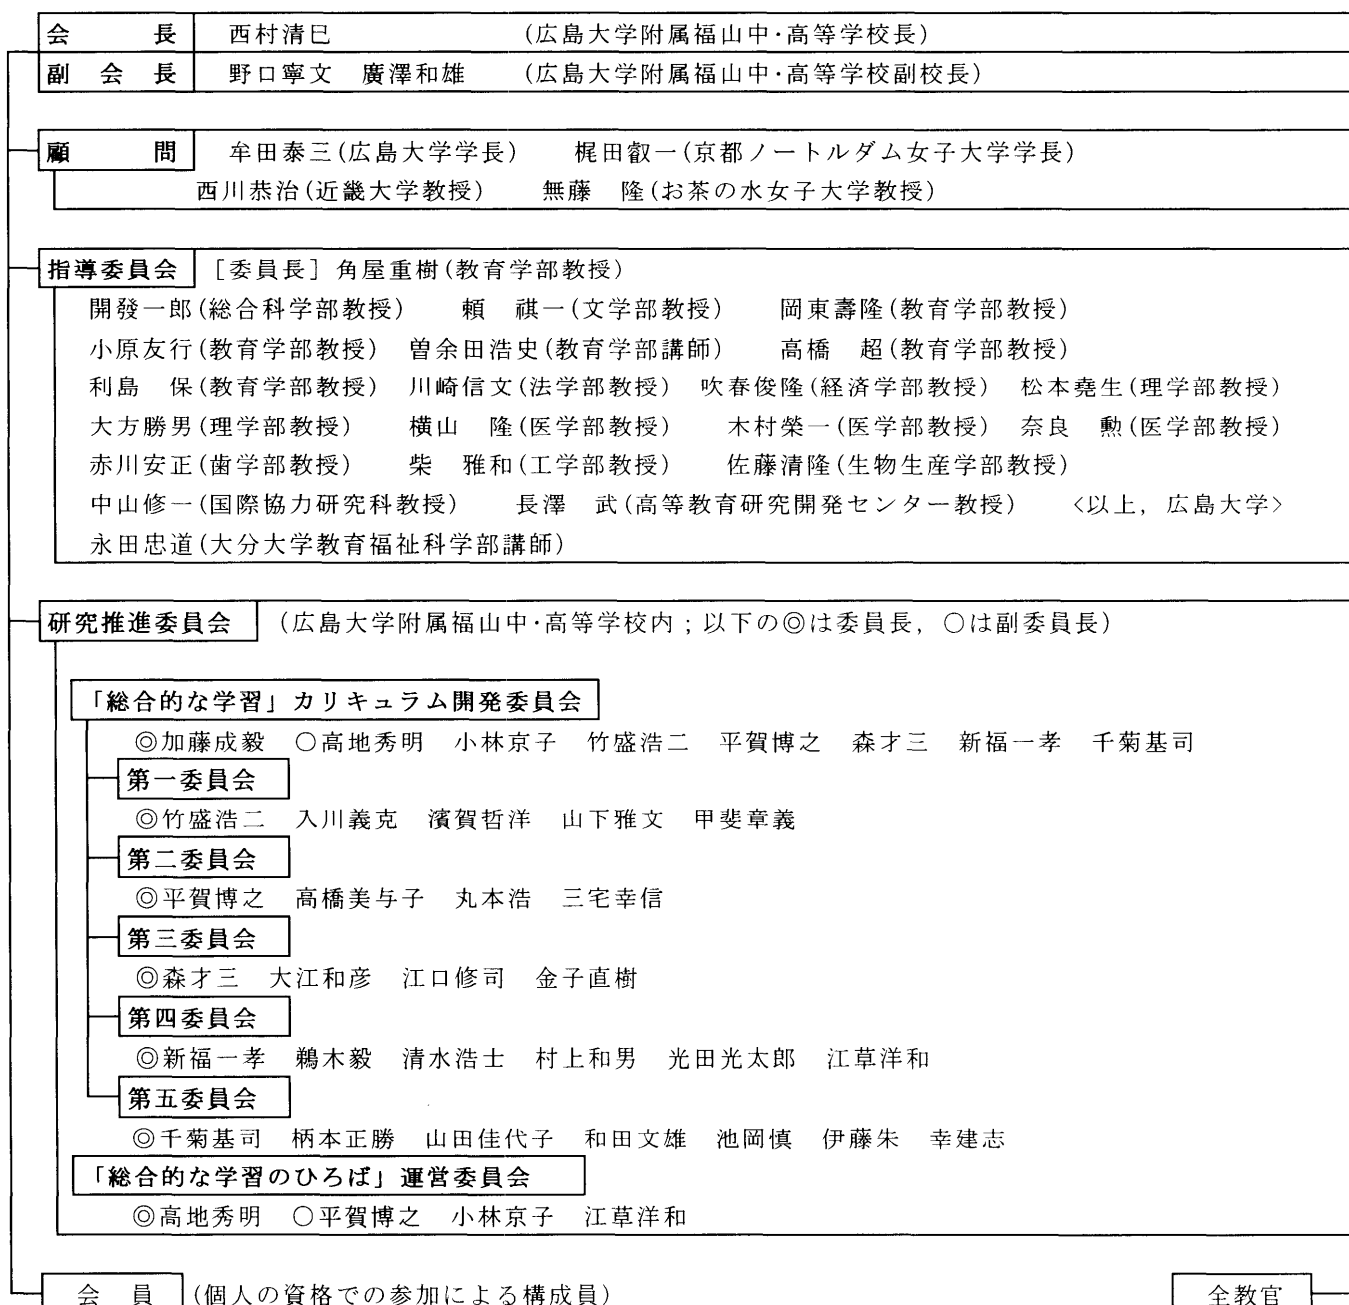 会　　　長　西村清巳　　　　　　(広島大学附属福山中・高等学校長)
副　会　長　野口寧文　廣澤和雄　(広島大学附属福山中・高等学校副校長)
顧　　　問　牟田泰三(広島大学学長)　梶田叡一(京都ノートルダム女子大学学長)
西川恭治(近畿大学教授)　無藤　隆(お茶の水女子大学教授)
指導委員会　［委員長］角屋重樹(教育学部教授)
開發一郎(総合科学部教授)　頼　祺一(文学部教授)　岡東壽隆(教育学部教授)
小原友行(教育学部教授)　曽余田浩史(教育学部講師)　高橋　超(教育学部教授)
利島　保(教育学部教授)　川崎信文(法学部教授)　吹春俊隆(経済学部教授)　松本堯生(理学部教授)
大方勝男(理学部教授)　横山　隆(医学部教授)　木村榮一(医学部教授)　奈良　勲(医学部教授)
赤川安正(歯学部教授)　柴　雅和(工学部教授)　佐藤清隆(生物生産学部教授)
中山修一(国際協力研究科教授)　長澤　武(高等教育研究開発センター教授)　<以上，広島大学>
永田忠道(大分大学教育福祉科学部講師)
研究推進委員会　(広島大学附属福山中・高等学校内；以下の◎は委員長，○は副委員長)
「総合的な学習」カリキュラム開発委員会
◎加藤成毅　○高地秀明　小林京子　竹盛浩二　平賀博之　森才三　新福一孝　千菊基司
第一委員会
◎竹盛浩二　入川義克　濱賀哲洋　山下雅文　甲斐章義
第二委員会
◎平賀博之　高橋美与子　丸本浩　三宅幸信
第三委員会
◎森才三　大江和彦　江口修司　金子直樹
第四委員会
◎新福一孝　鵜木毅　清水浩士　村上和男　光田光太郎　江草洋和
第五委員会
◎千菊基司　柄本正勝　山田佳代子　和田文雄　池岡慎　伊藤朱　幸建志
「総合的な学習のひろば」運営委員会
◎高地秀明　○平賀博之　小林京子　江草洋和
会　員　(個人の資格での参加による構成員)　全教官